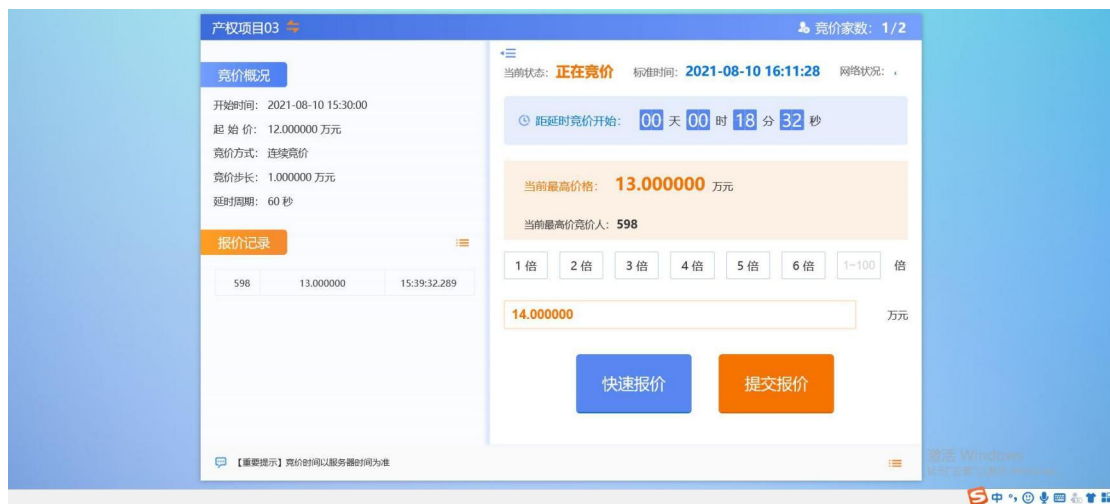 产权项目03
竞价家数：1/2
竞价概况
开始时间： 2021-08-10 15:30:00
起 始 价： 12.000000 万元
竞价方式： 连续竞价
竞价步长： 1.000000 万元
延时周期： 60 秒
报价记录
598 13.000000 15:39:32.289
当前状态： 正在竞价 标准时间： 2021-08-10 16:11:28 网络状况：
距延时竞价开始： 00 天 00 时 18 分 32 秒
当前最高价格： 13.000000 万元
当前最高价竞价人： 598
1 倍 2 倍 3 倍 4 倍 5 倍 6 倍 1~100 倍
14.000000 万元
快速报价 提交报价
【重要提示】竞价时间以服务器时间为准
激活 Windows
中